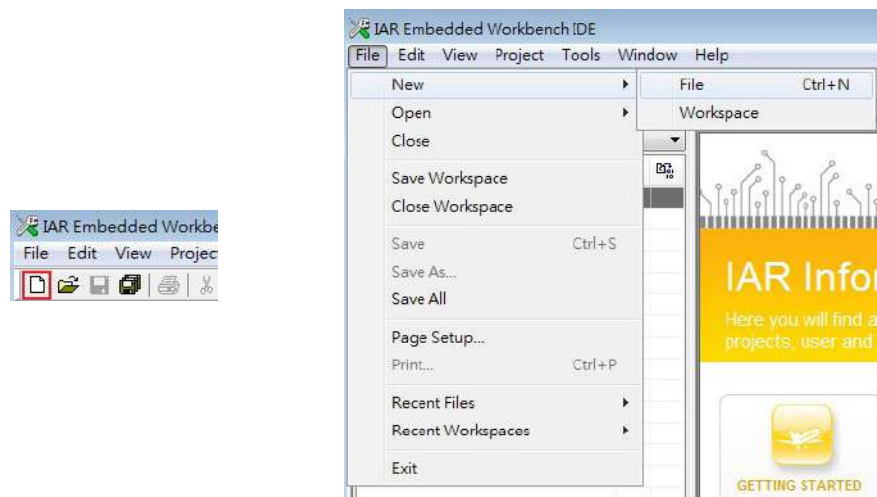 IAR Embedded Workbe
File Edit View Projec
IAR Embedded Workbench IDE
File Edit View Project Tools Window Help
New
File Ctrl+N
Open
Workspace
Close
Save Workspace
Close Workspace
Save Ctrl+S
Save As...
Save All
Page Setup...
Print... Ctrl+P
Recent Files
Recent Workspaces
Exit
IAR Infor
Here you will find a
projects, user and
GETTING STARTED